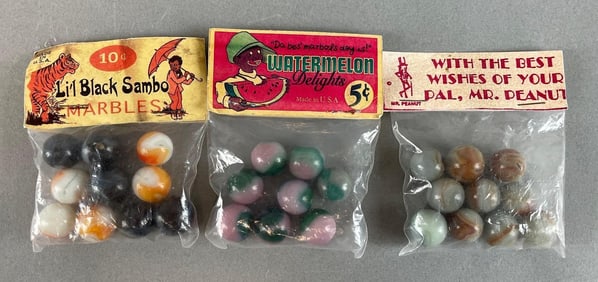 10¢
Li'l Black Sambo
MARBLES
"Da bes' marbols day is!"
WATERMELON
Delights
Made in U.S.A.
5¢
WITH THE BEST
WISHES OF YOUR
PAL, MR. PEANUT
MR. PEANUT